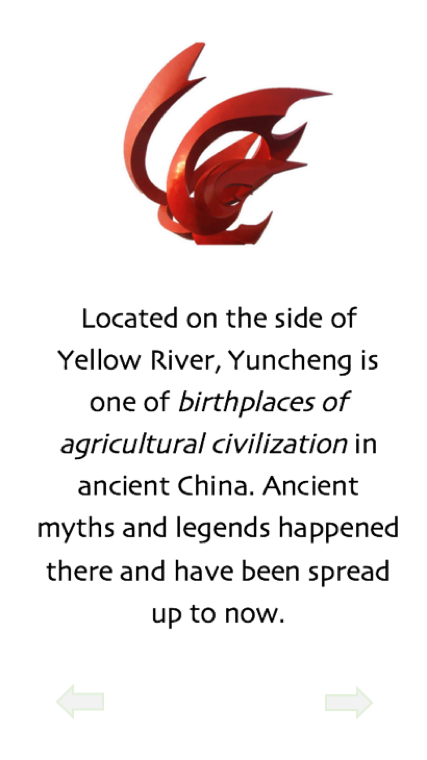 Located on the side of
Yellow River, Yuncheng is
one of birthplaces of
agricultural civilization in
ancient China. Ancient
myths and legends happened
there and have been spread
up to now.